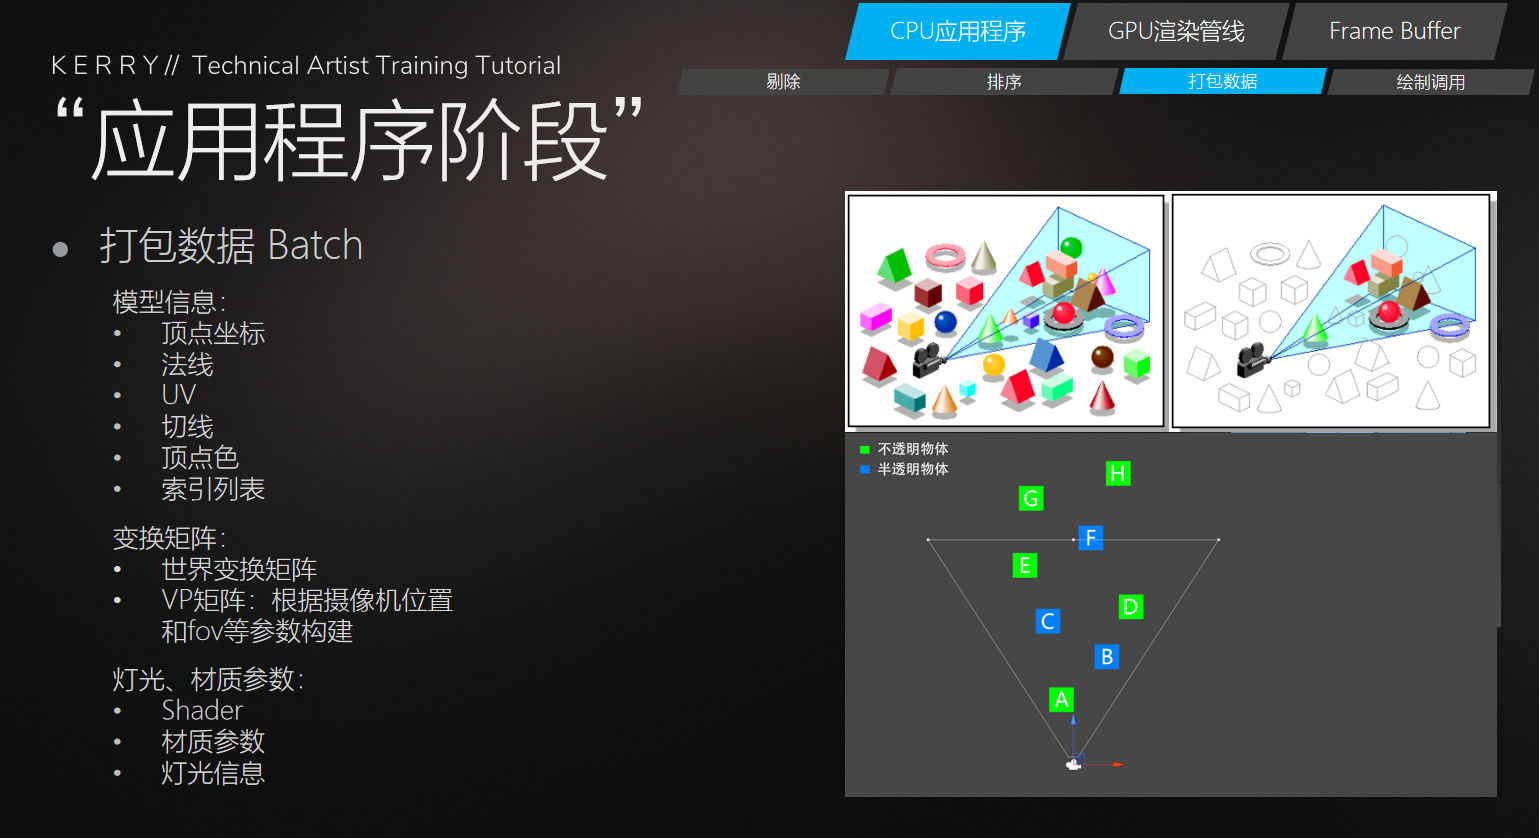 CPU应用程序
GPU渲染管线
Frame Buffer
剔除
排序
打包数据
绘制调用
KERRY// Technical Artist Training Tutorial
“应用程序阶段”
● 打包数据 Batch
模型信息：
• 顶点坐标
• 法线
• UV
• 切线
• 顶点色
• 索引列表
变换矩阵：
• 世界变换矩阵
• VP矩阵：根据摄像机位置
和fov等参数构建
灯光、材质参数：
• Shader
• 材质参数
• 灯光信息
不透明物体
半透明物体
H
G
F
E
D
C
B
A